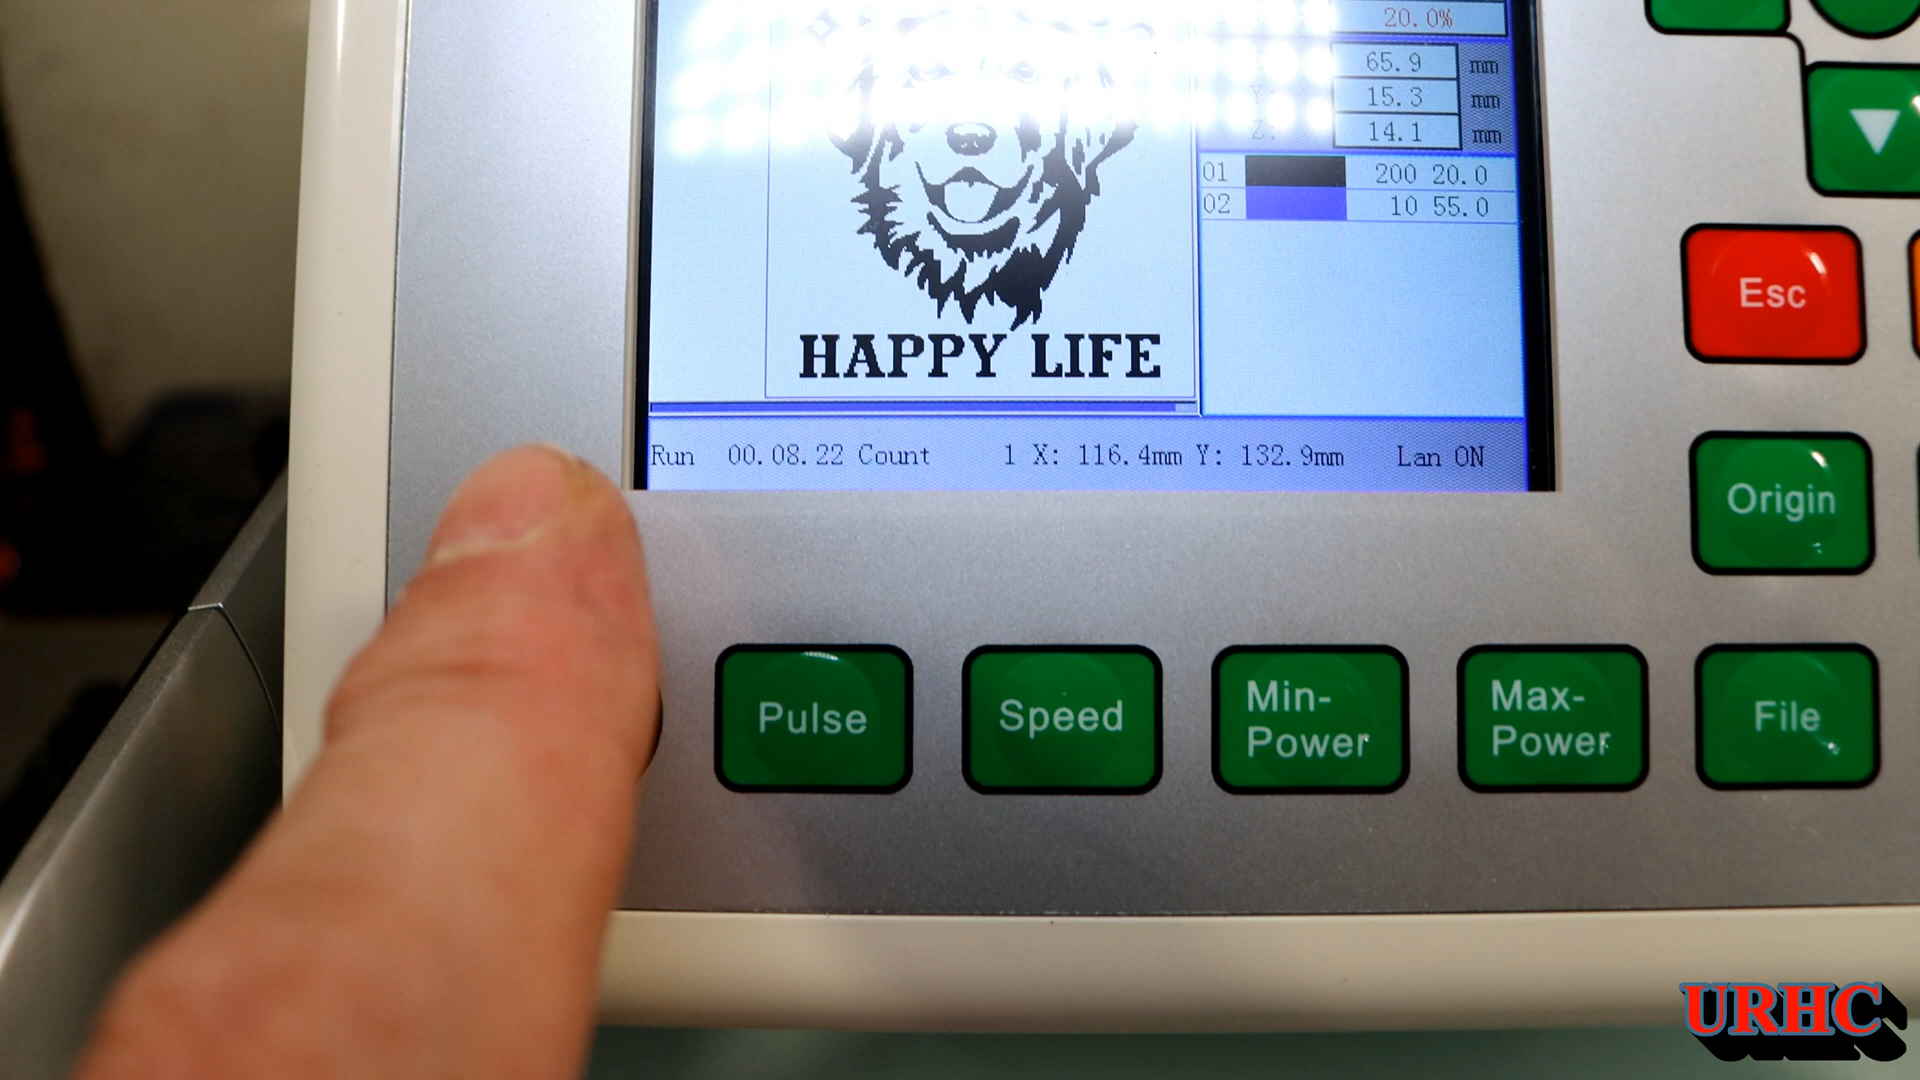 20.0%
65.9 mm
15.3 mm
Z: 14.1 mm
01 200 20.0
02 10 55.0
HAPPY LIFE
Run 00.08.22 Count 1 X: 116.4mm Y: 132.9mm Lan ON
Esc
Origin
Pulse
Speed
Min-
Power
Max-
Power
File
URHC